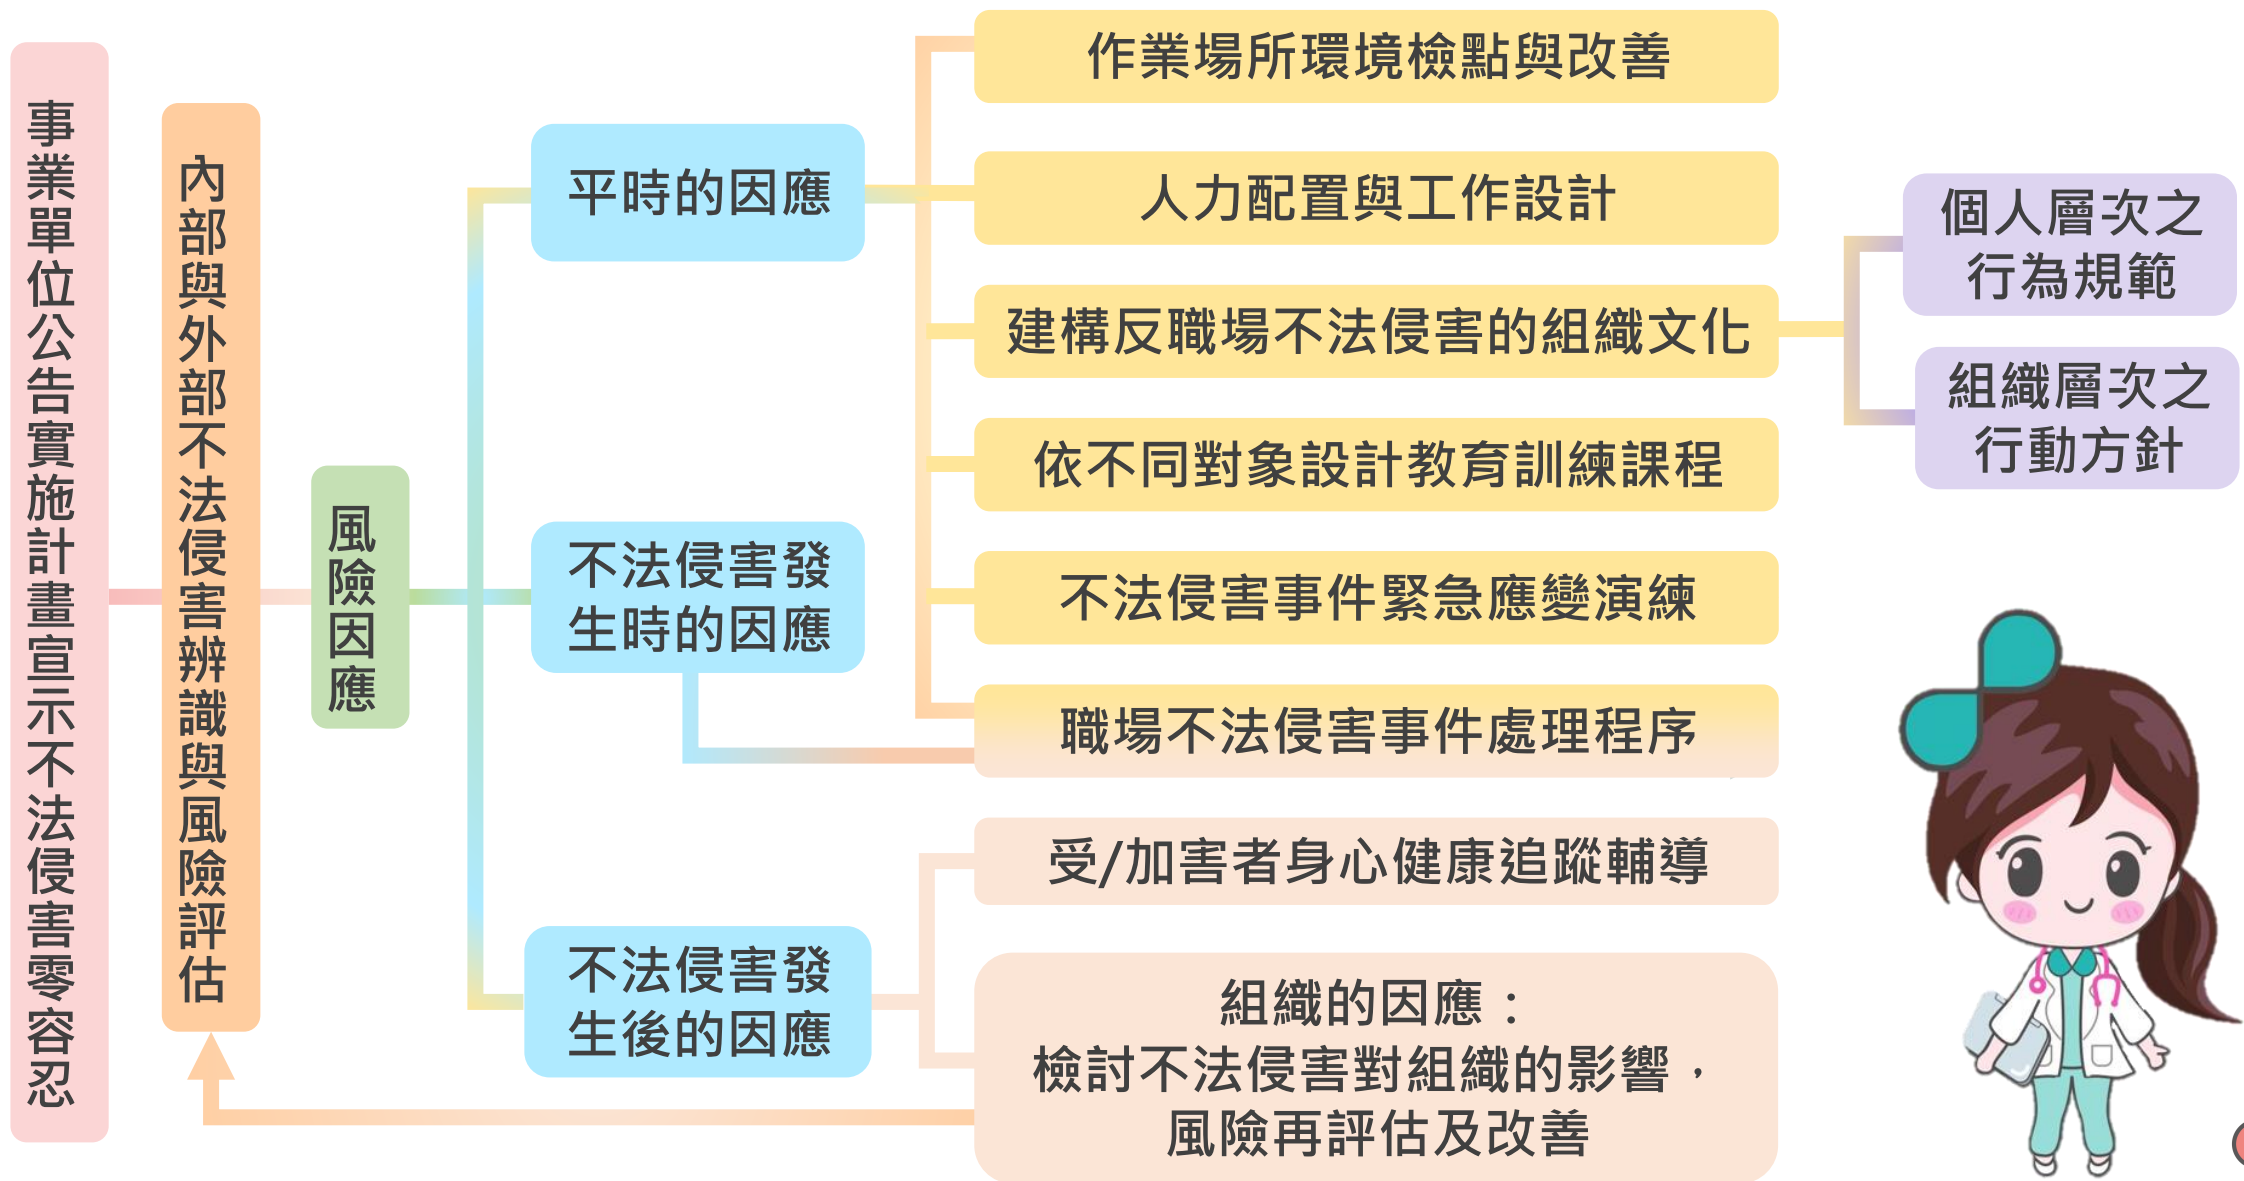 事業單位公告實施計畫宣示不法侵害零容忍
內部與外部不法侵害辨識與風險評估
風險因應
平時的因應
作業場所環境檢點與改善
人力配置與工作設計
建構反職場不法侵害的組織文化
個人層次之
行為規範
組織層次之
行動方針
依不同對象設計教育訓練課程
不法侵害事件緊急應變演練
不法侵害發
生時的因應
職場不法侵害事件處理程序
不法侵害發
生後的因應
受/加害者身心健康追蹤輔導
組織的因應：
檢討不法侵害對組織的影響，
風險再評估及改善